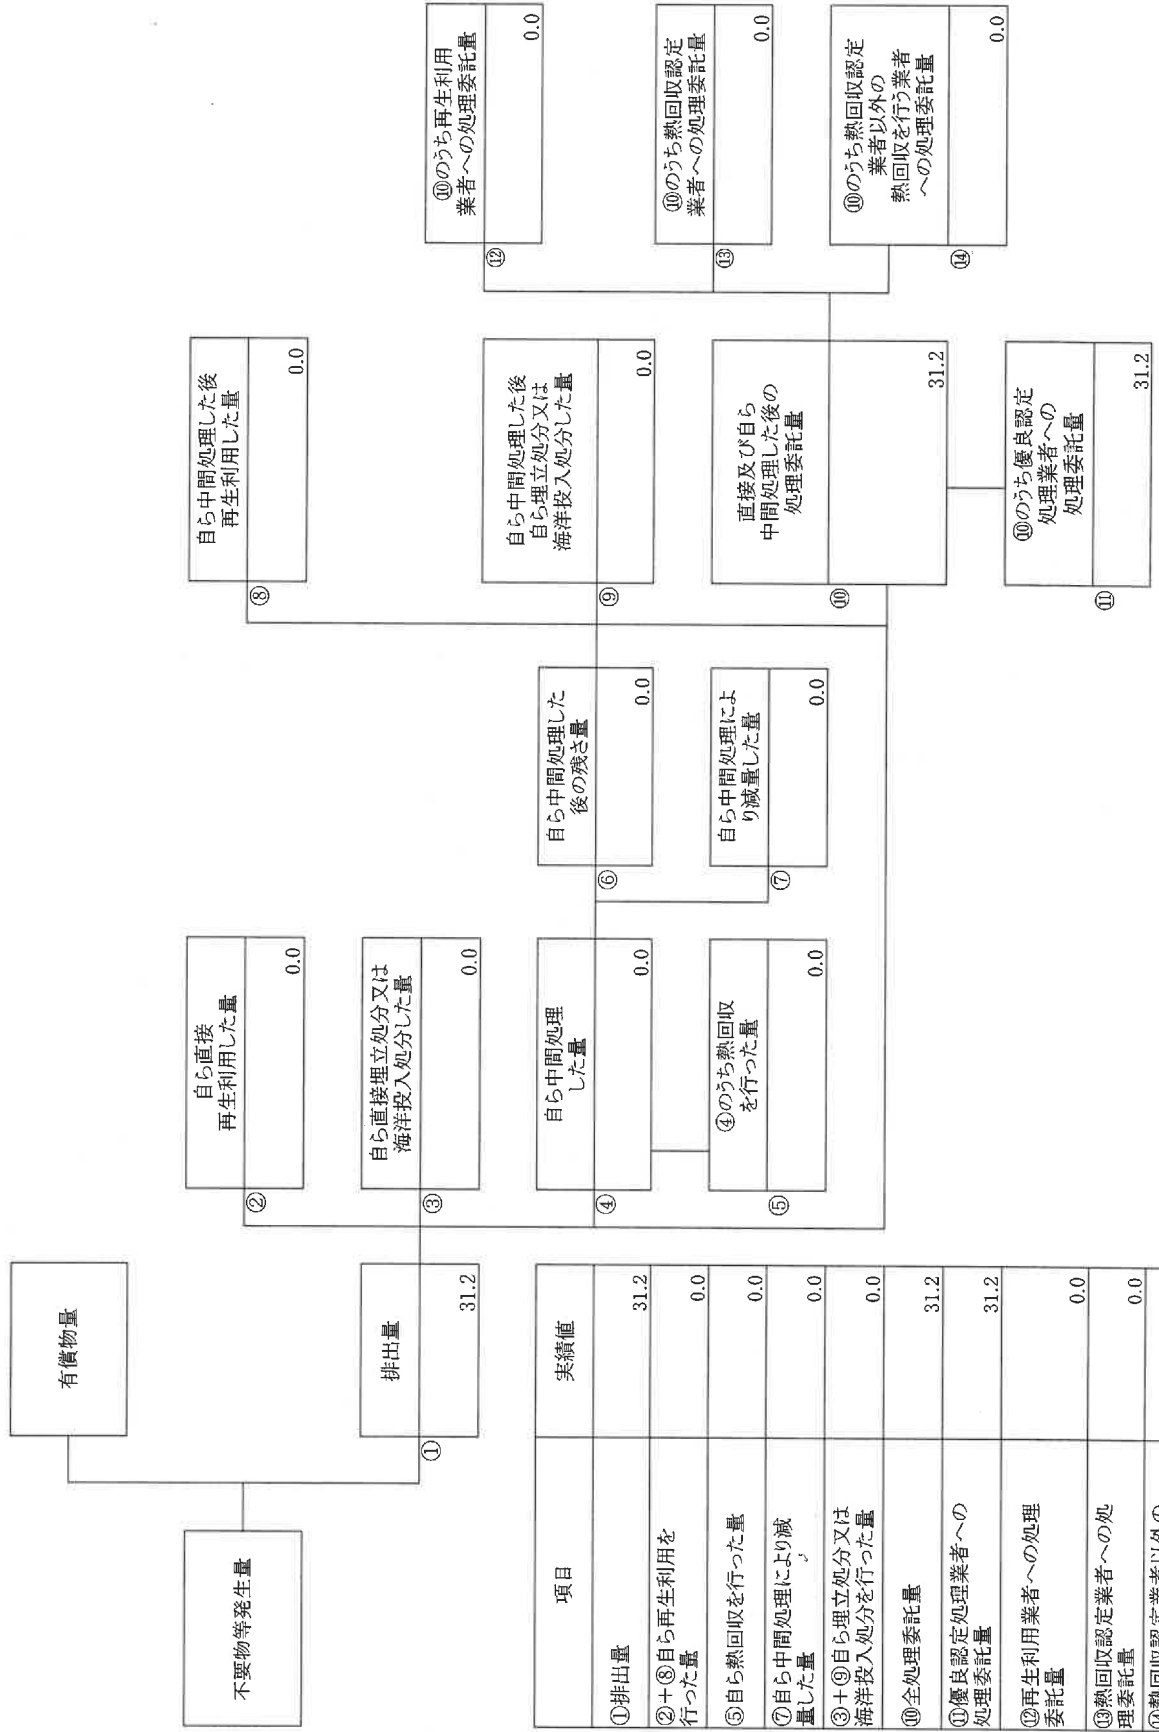 不要物等発生量
有償物量
①
排出量
31.2
②
自ら直接
再生利用した量
0.0
③
自ら直接埋立処分又は
海洋投入処分した量
0.0
④
自ら中間処理
した量
0.0
⑤
④のうち熱回収
を行った量
0.0
⑥
自ら中間処理した
後の残さ量
0.0
⑦
自ら中間処理によ
り減量した量
0.0
⑧
自ら中間処理した後
再生利用した量
0.0
⑨
自ら中間処理した後
自ら埋立処分又は
海洋投入処分した量
0.0
⑩
直接及び自ら
中間処理した後の
処理委託量
31.2
⑪
⑩のうち優良認定
処理業者への
処理委託量
31.2
⑫
⑩のうち再生利用
業者への処理委託量
0.0
⑬
⑩のうち熱回収認定
業者への処理委託量
0.0
⑭
⑩のうち熱回収認定
業者以外の
熱回収を行う業者
への処理委託量
0.0
項目 実績値
①排出量 31.2
②+⑧自ら再生利用を
行った量 0.0
⑤自ら熱回収を行った量 0.0
⑦自ら中間処理により減
量した量 0.0
③+⑨自ら埋立処分又は
海洋投入処分を行った量 0.0
⑩全処理委託量 31.2
⑪優良認定処理業者への
処理委託量 31.2
⑫再生利用業者への処理
委託量 0.0
⑬熱回収認定業者への処
理委託量 0.0
⑭熱回収認定業者以外の